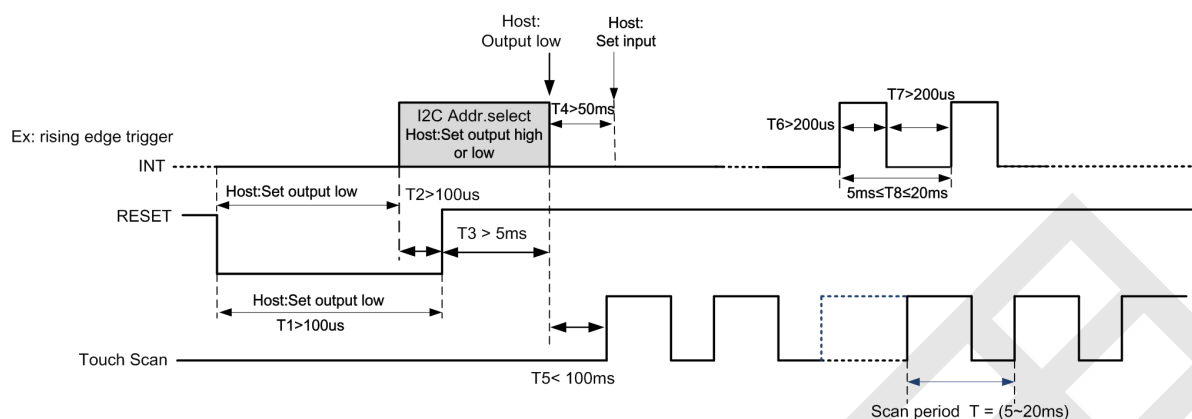 Host:
Output low
Host:
Set input
T4>50ms
T7>200us
I2C Addr.select
Host:Set output high
or low
T6>200us
Ex: rising edge trigger
INT
Host:Set output low
T2>100us
5ms≤T8≤20ms
RESET
T3 > 5ms
Host:Set output low
T1>100us
Touch Scan
T5< 100ms
Scan period T = (5~20ms)